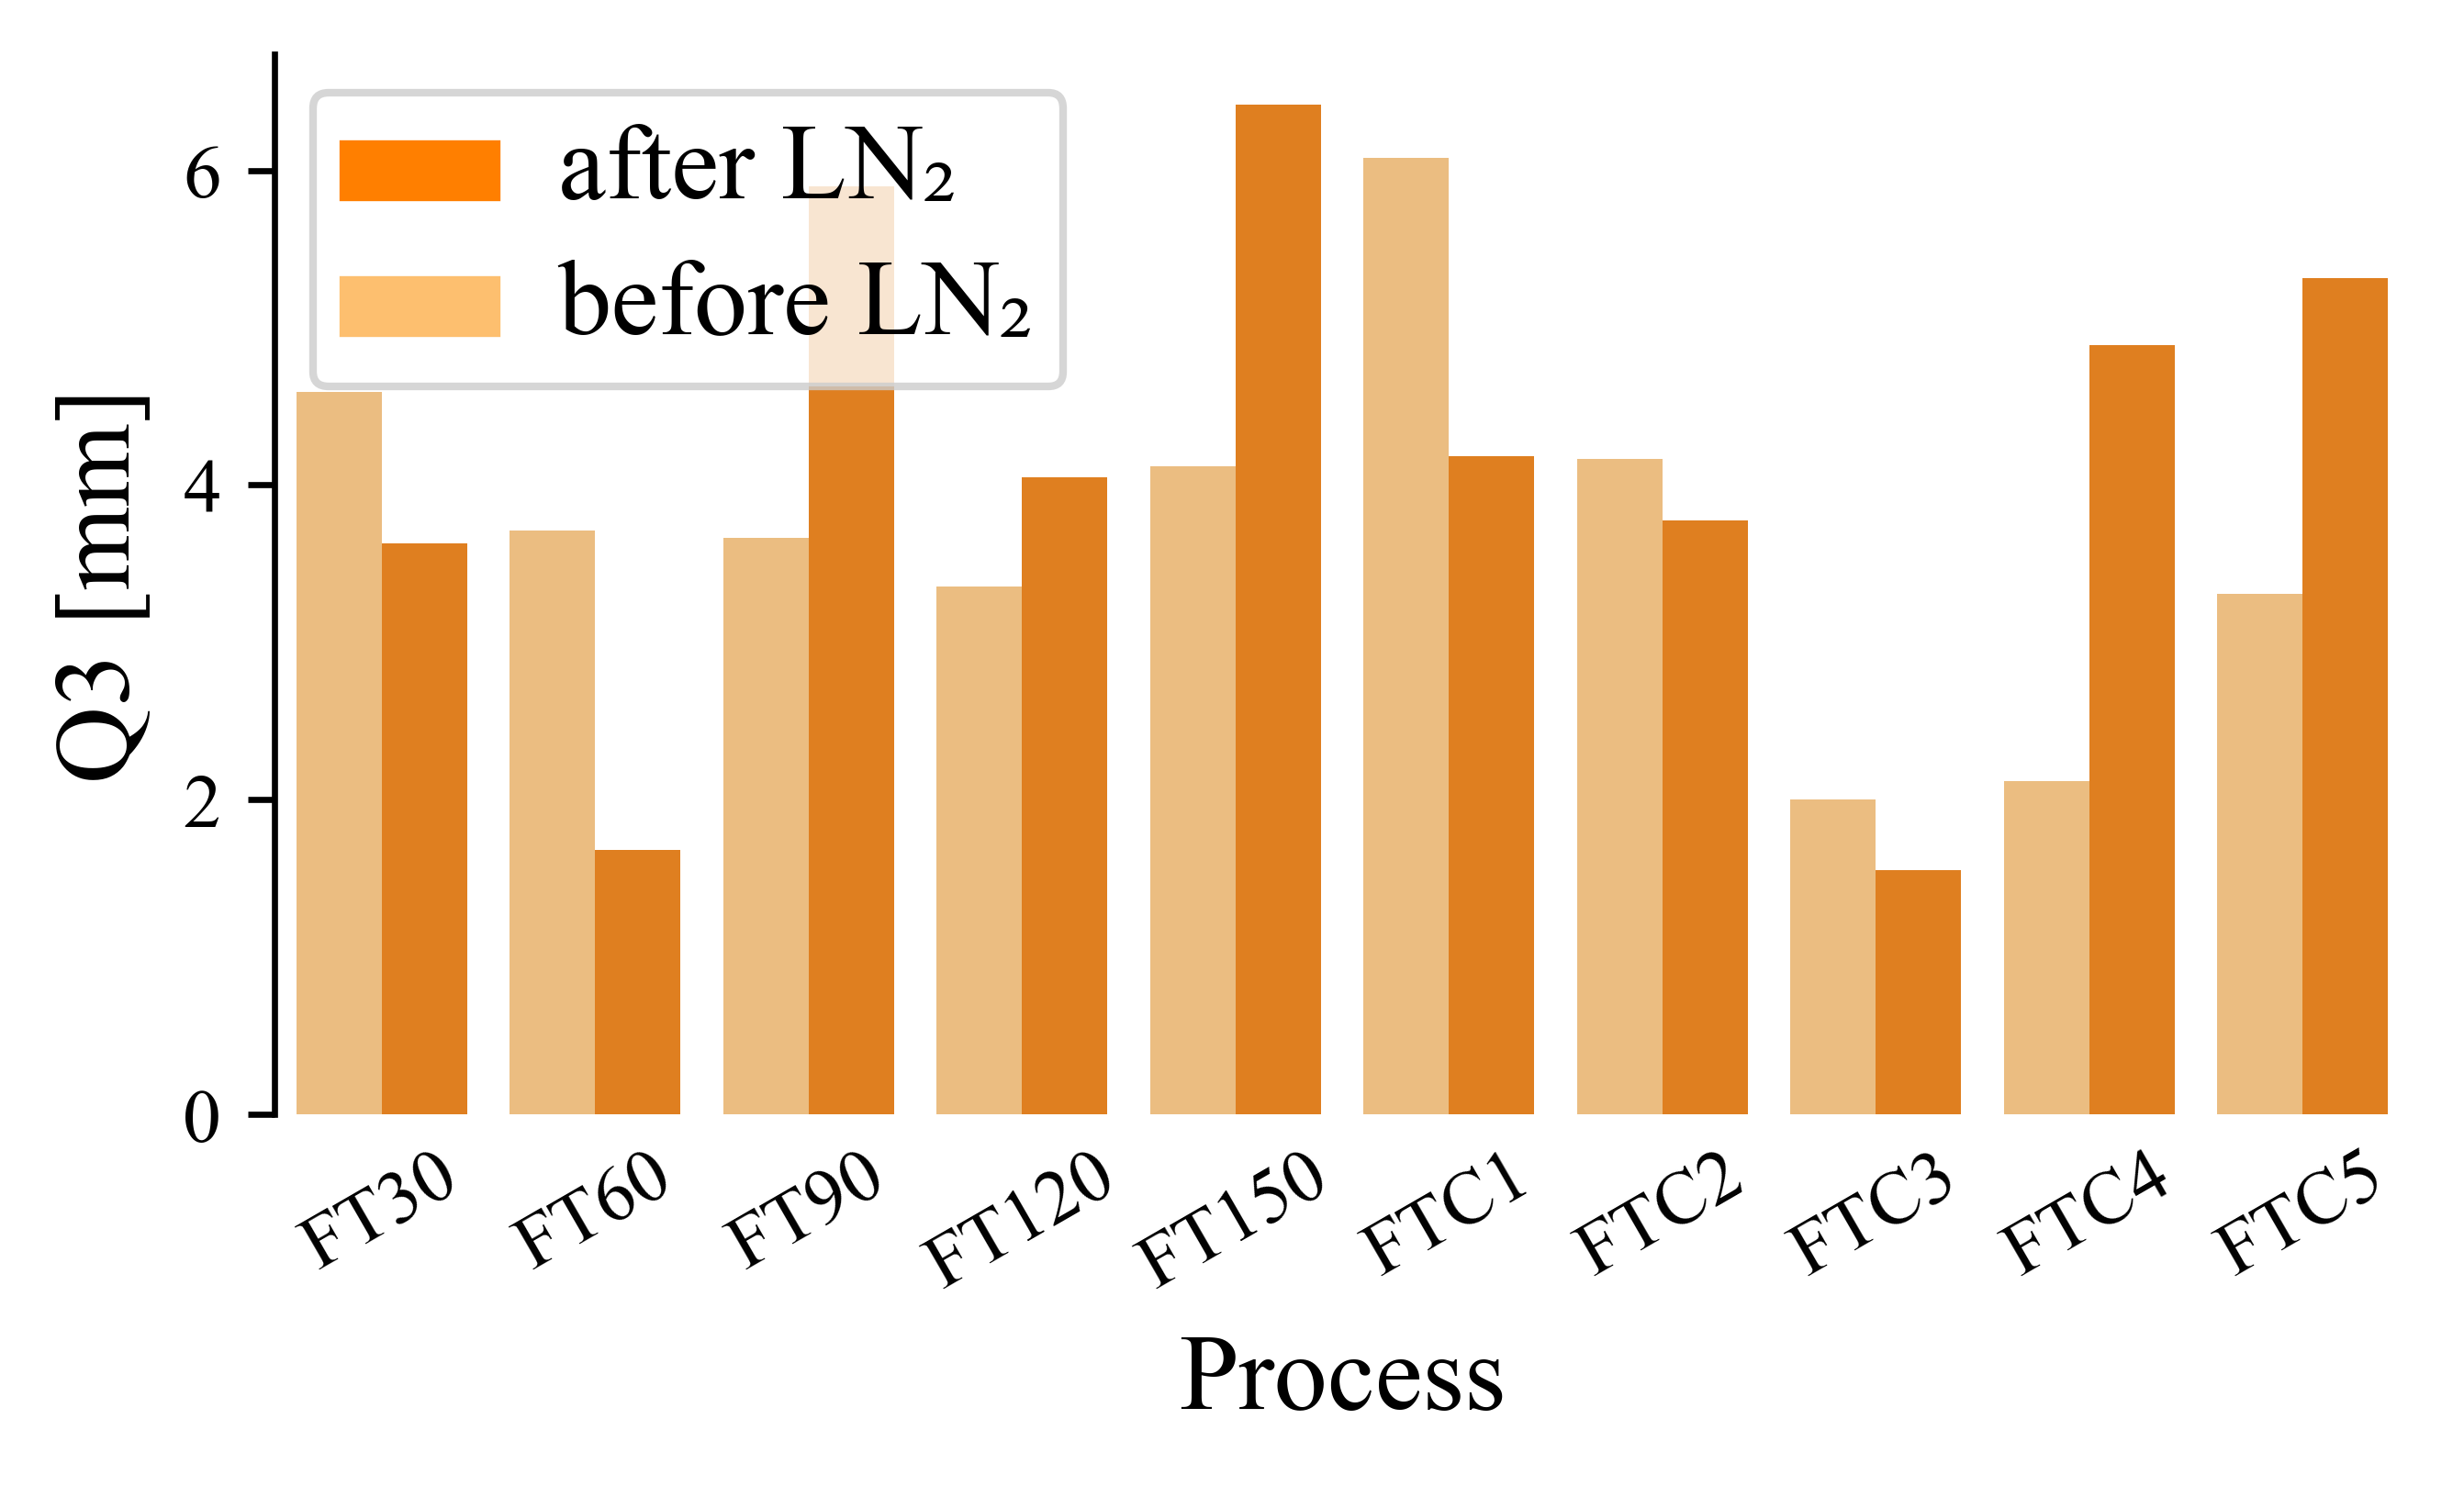 after LN₂
before LN₂
Q3 [mm]
6
4
2
0
FT30 FT60 FT90 FT120 FT150 FTC1 FTC2 FTC3 FTC4 FTC5
Process